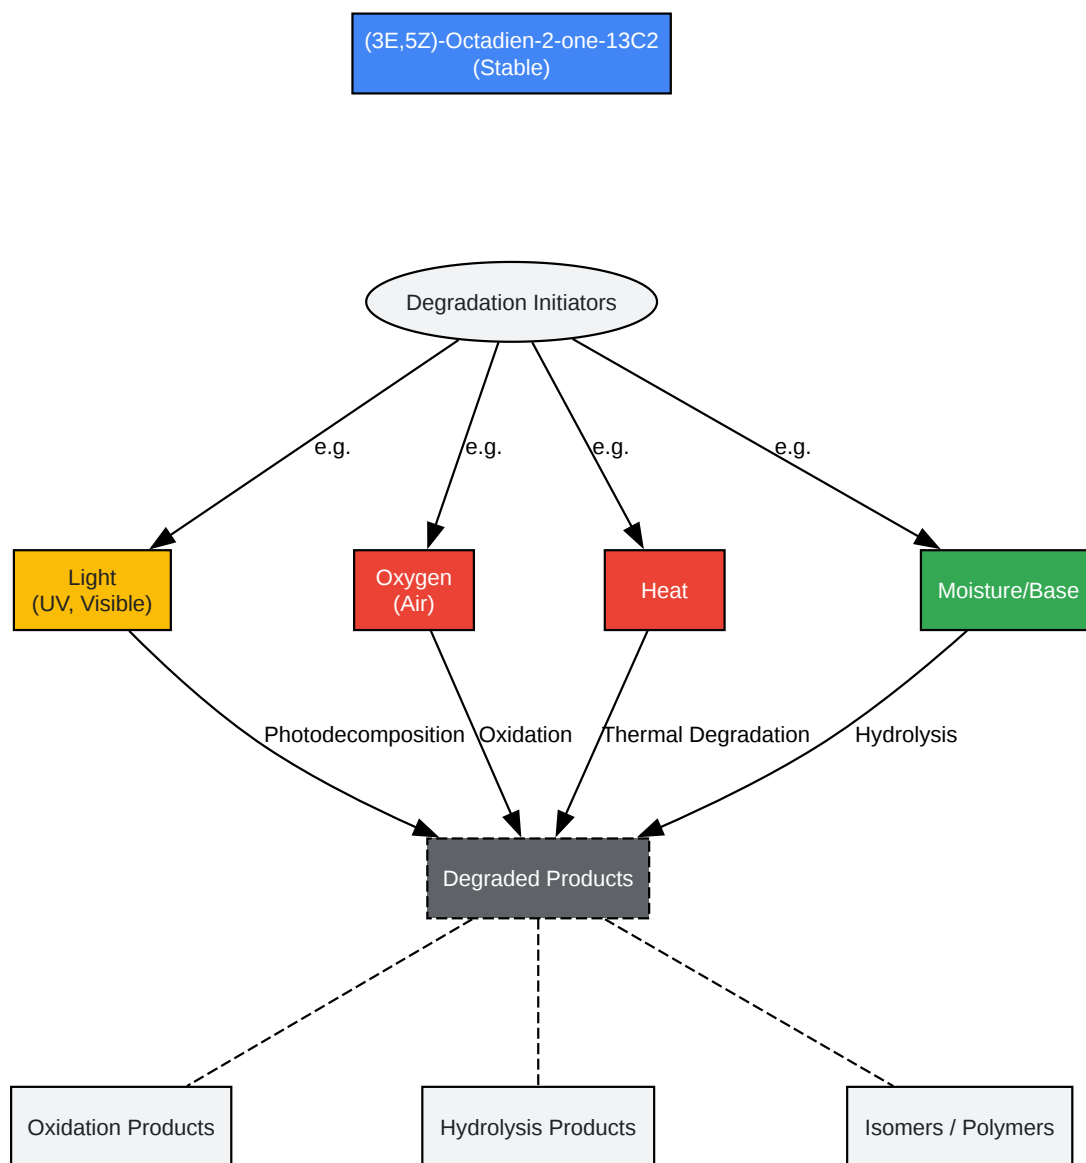 (3E,5Z)-Octadien-2-one-13C2
(Stable)
Degradation Initiators
e.g.
e.g.
e.g.
e.g.
Light
(UV, Visible)
Oxygen
(Air)
Heat
Moisture/Base
Photodecomposition
Oxidation
Thermal Degradation
Hydrolysis
Degraded Products
Oxidation Products
Hydrolysis Products
Isomers / Polymers